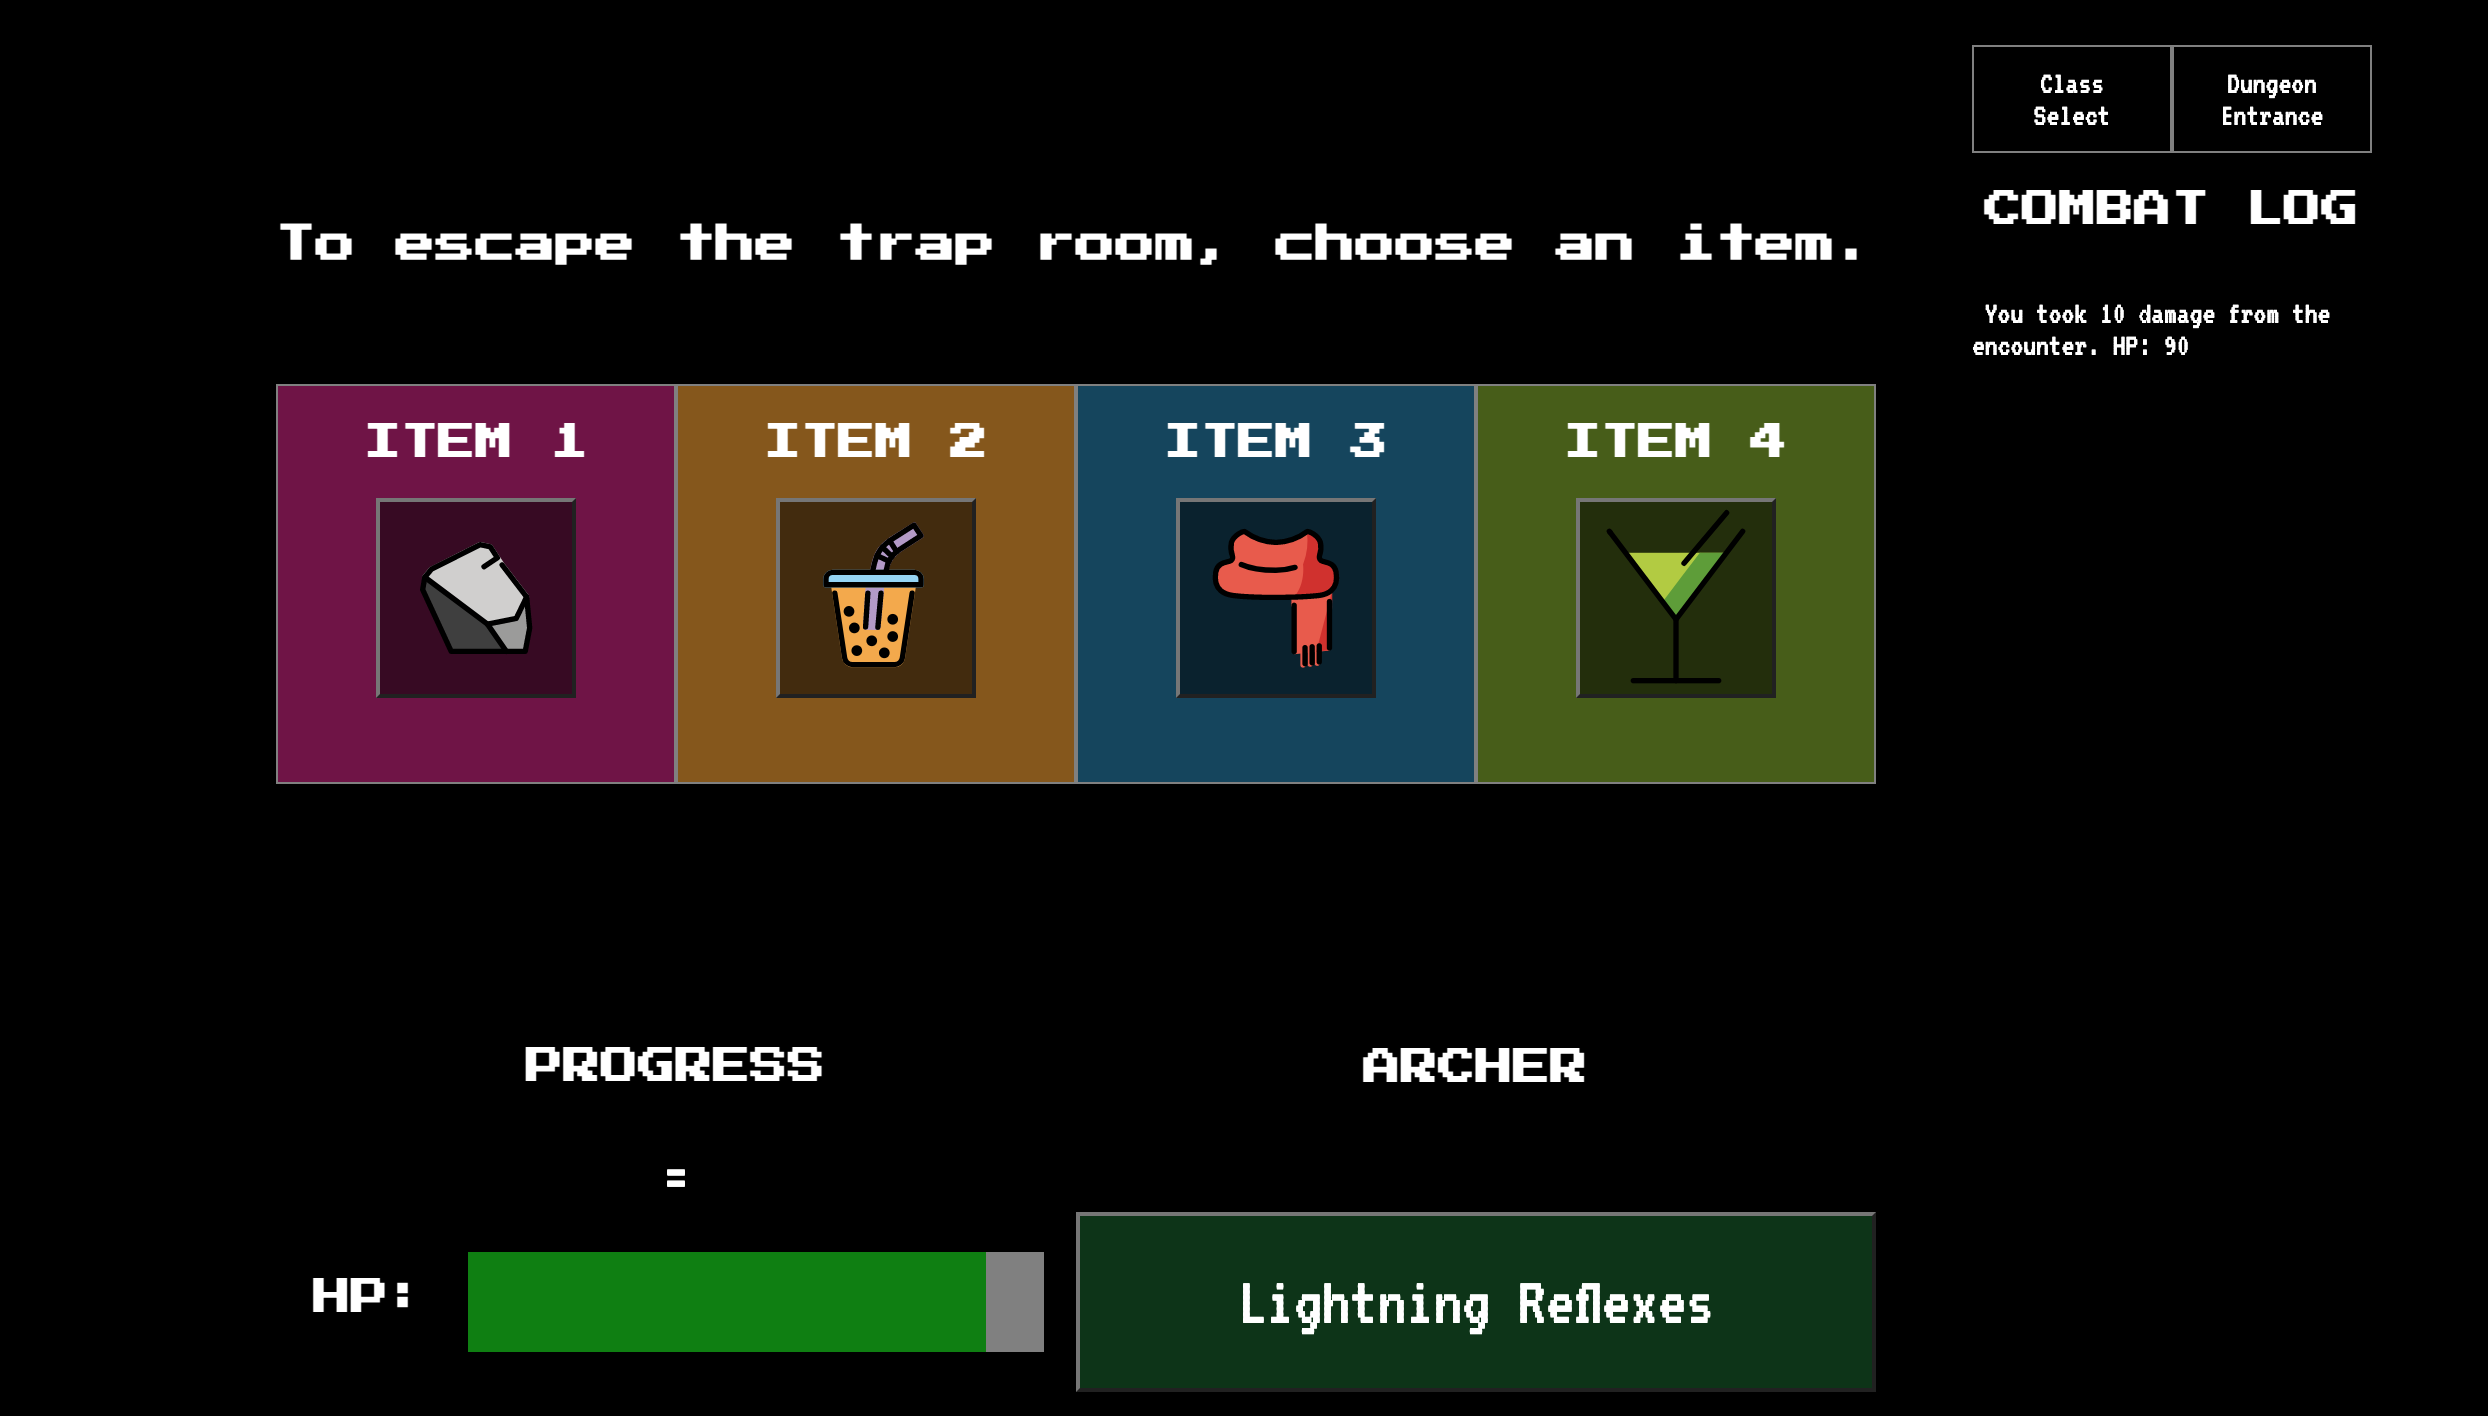 Class
Select
Dungeon
Entrance
COMBAT LOG
You took 10 damage from the
encounter. HP: 90
To escape the trap room, choose an item.
ITEM 1
ITEM 2
ITEM 3
ITEM 4
PROGRESS
=
HP:
ARCHER
Lightning Reflexes